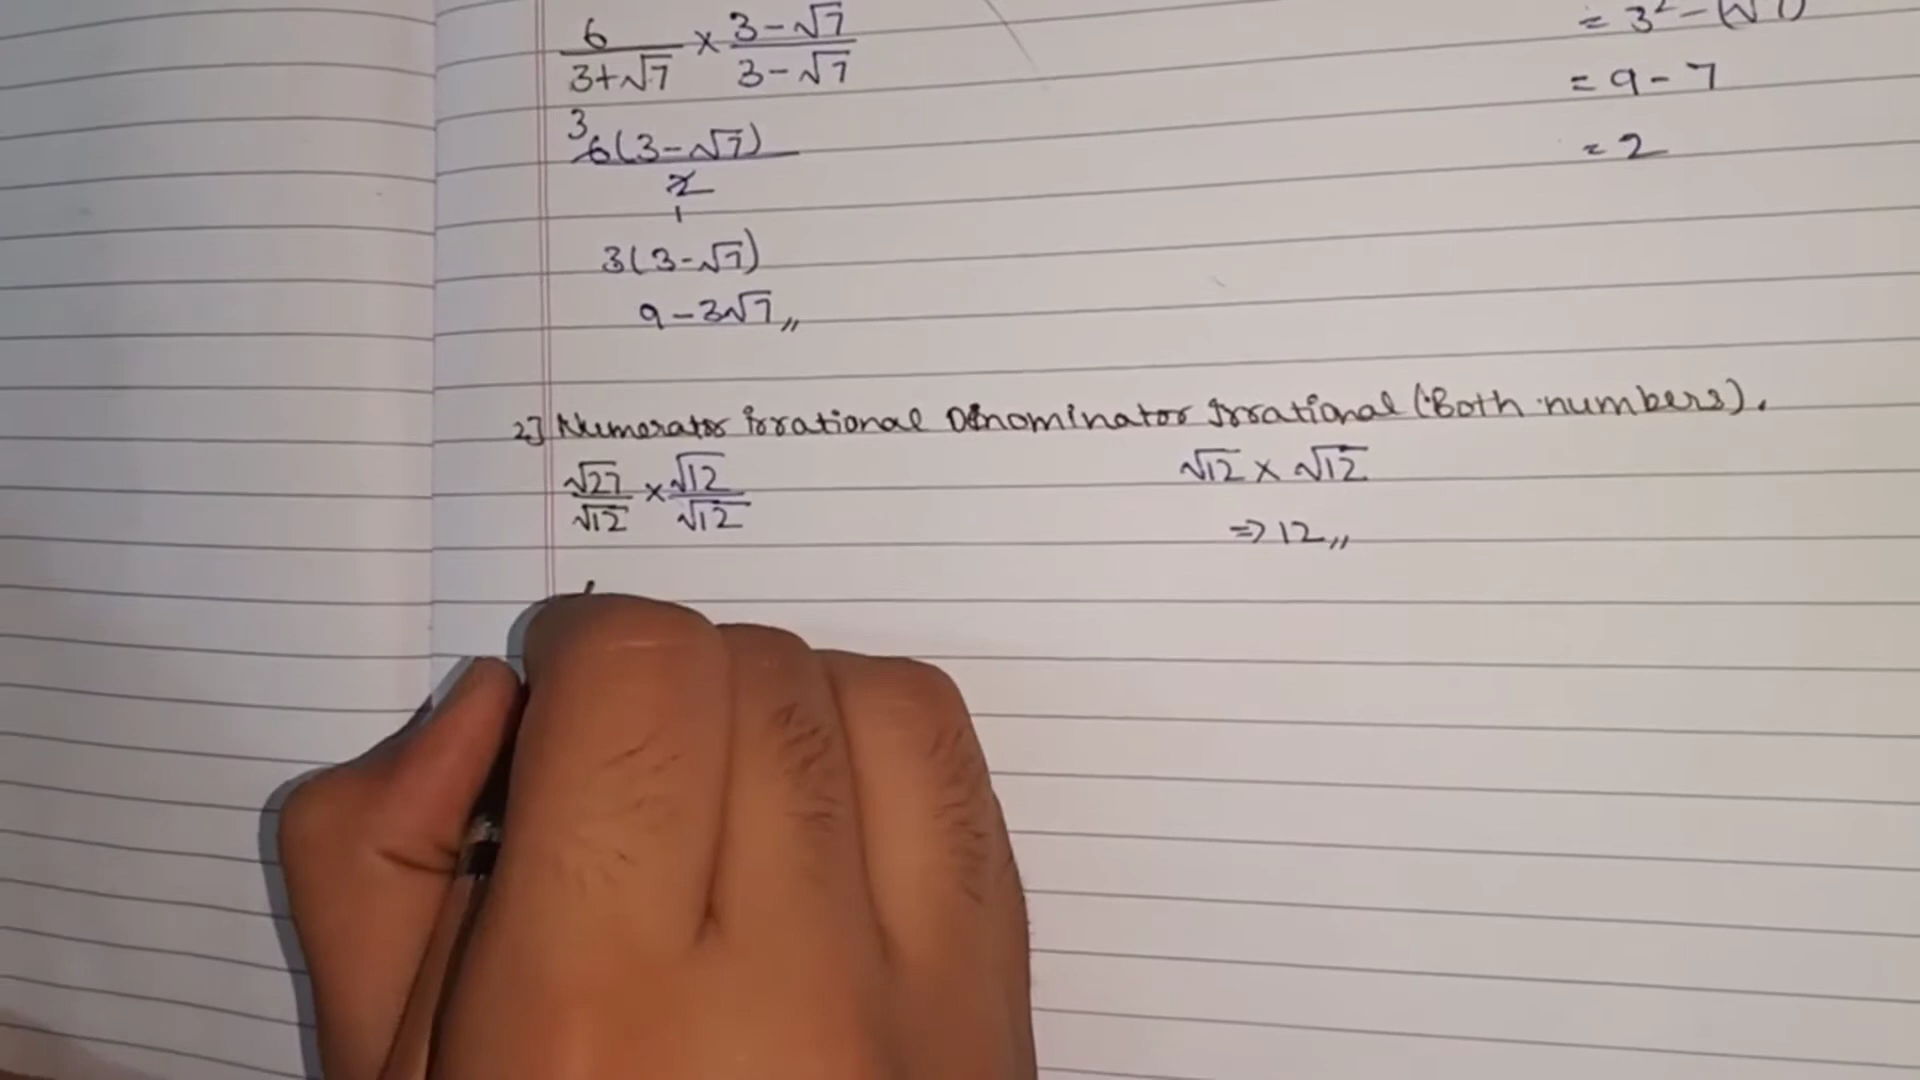 6/3+√7 × 3-√7/3-√7
3
6(3-√7)/2
1
3(3-√7)
9-3√7,,
= 3² - (√7)
= 9 - 7
= 2
2] Numerator irrational Denominator Irrational (Both numbers).
√27/√12 × √12/√12
√12 × √12
⇒ 12,,